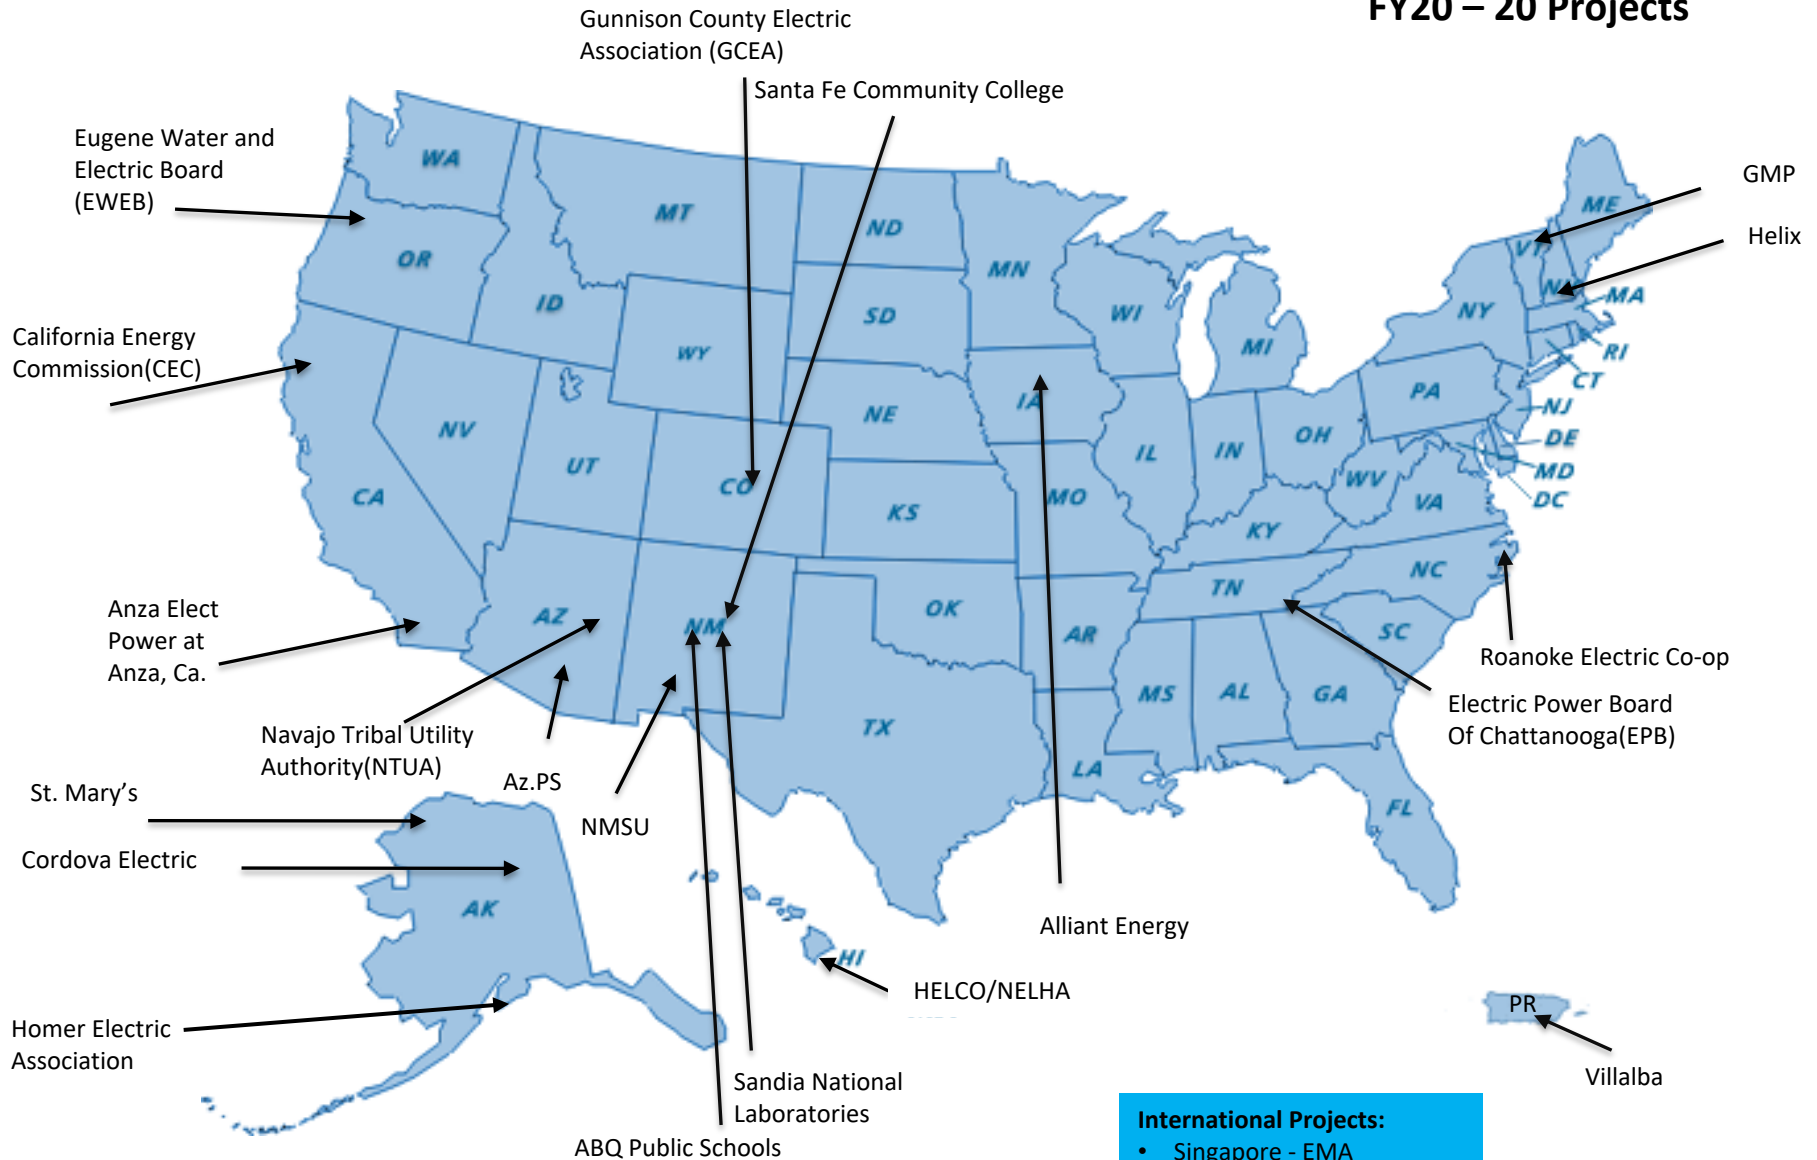 FY20 – 20 Projects
Gunnison County Electric
Association (GCEA)
Santa Fe Community College
Eugene Water and
Electric Board
(EWEB)
GMP
Helix
California Energy
Commission(CEC)
Anza Elect
Power at
Anza, Ca.
Navajo Tribal Utility
Authority(NTUA)
Az.PS
NMSU
St. Mary’s
Cordova Electric
Homer Electric
Association
HELCO/NELHA
Sandia National
Laboratories
ABQ Public Schools
Alliant Energy
Roanoke Electric Co-op
Electric Power Board
Of Chattanooga(EPB)
Villalba
International Projects:
• Singapore - EMA
WA
MT
ND
MN
ME
VT
OR
ID
SD
WI
NY
MA
WY
MI
RI
CT
NV
NE
IA
PA
NJ
UT
CO
IL
IN
OH
DE
MD
DC
CA
KS
MO
WV
VA
KY
AZ
NM
OK
AR
TN
NC
SC
TX
MS
AL
GA
LA
FL
AK
HI
PR